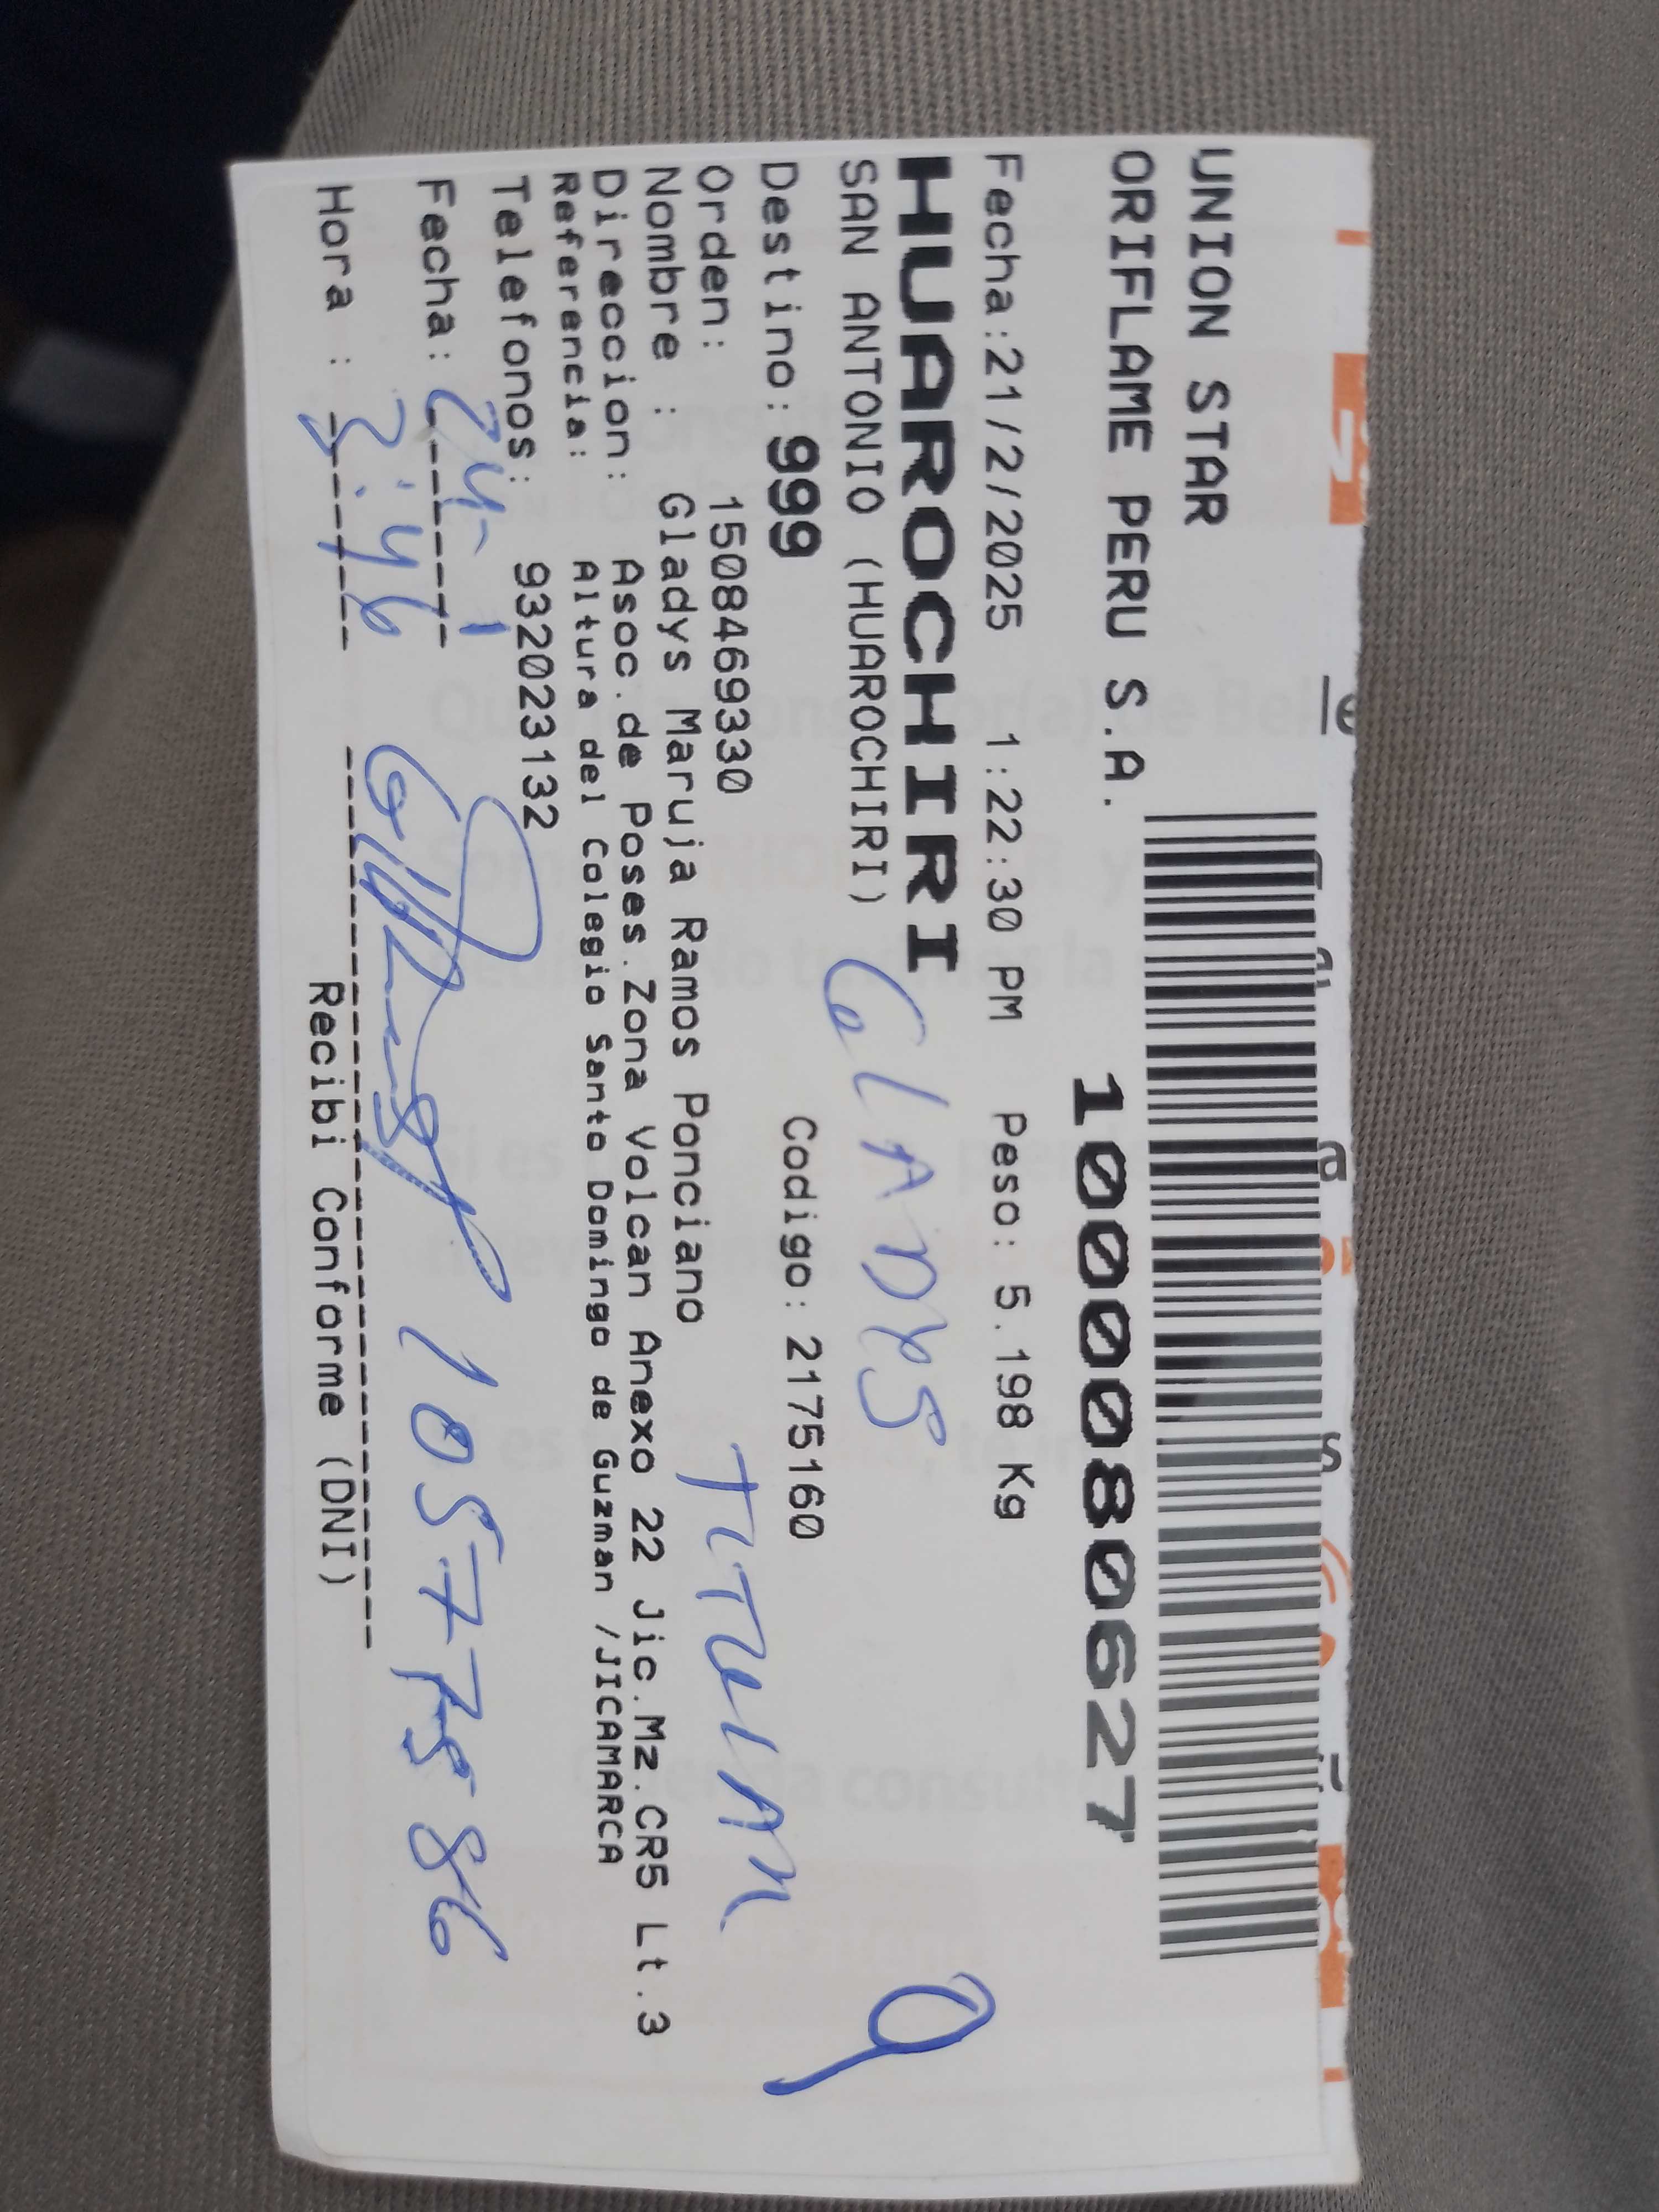 UNION STAR
ORIFLAME PERU S.A.
1000080627
Fecha:21/2/2025 1:22:30 PM Peso: 5.198 Kg
HUAROCHIRI
SAN ANTONIO (HUAROCHIRI)
GLADYS
Destino: 999 Codigo: 2175160
TITULAR
Orden: 1508469330
Nombre : Gladys Maruja Ramos Ponciano
Direccion: Asoc.de Poses.Zona Volcan Anexo 22 Jic.Mz.CR5 Lt.3
Referencia: Altura del Colegio Santo Domingo de Guzman /JICAMARCA
Telefonos: 932023132
Fecha: 24-
10577586
Hora : 3:46
Recibi Conforme (DNI)